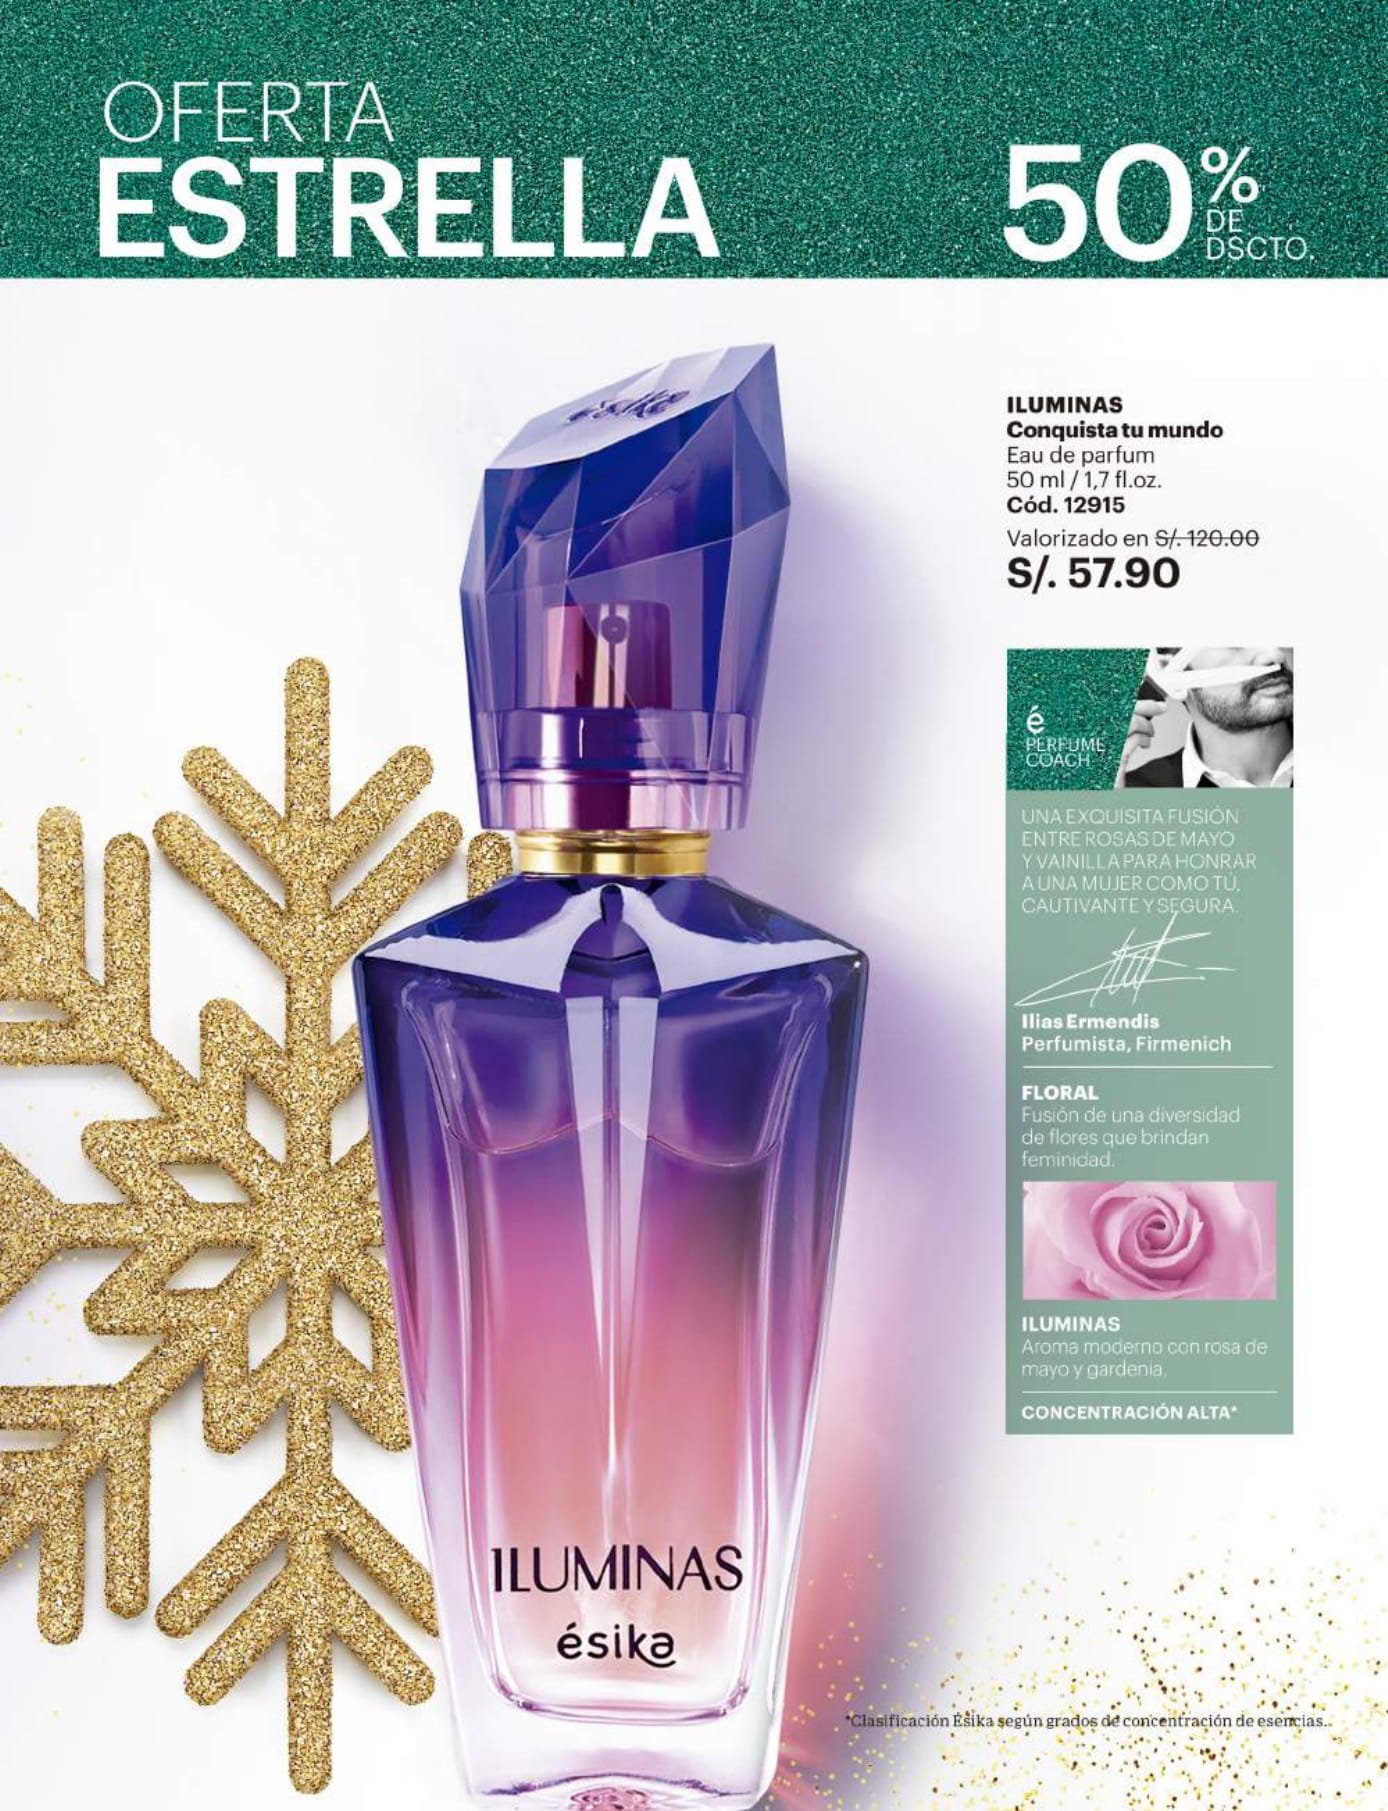 OFERTA
ESTRELLA
50%
DE
DSCTO.
ésika
ILUMINAS
Conquista tu mundo
Eau de parfum
50 ml / 1,7 fl.oz.
Cód. 12915
Valorizado en S/. 120.00
S/. 57.90
é
PERFUME
COACH
UNA EXQUISITA FUSIÓN
ENTRE ROSAS DE MAYO
Y VAINILLA PARA HONRAR
A UNA MUJER COMO TÚ,
CAUTIVANTE Y SEGURA.
Ilias Ermendis
Perfumista, Firmenich
FLORAL
Fusión de una diversidad
de flores que brindan
feminidad.
ILUMINAS
Aroma moderno con rosa de
mayo y gardenia.
CONCENTRACIÓN ALTA*
ILUMINAS
ésika
*Clasificación Ésika según grados de concentración de esencias.